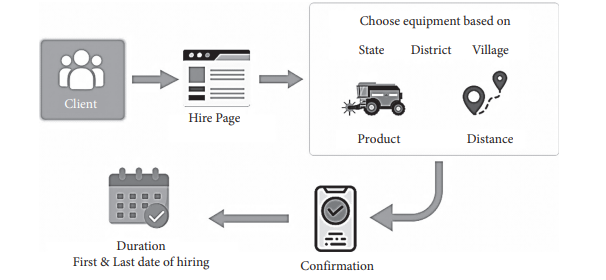 Client
Hire Page
Choose equipment based on
State District Village
Product Distance
Confirmation
Duration
First & Last date of hiring